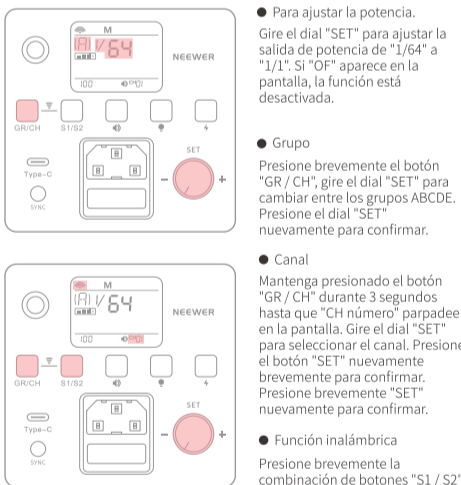 M
(A) 1/64
NEEWER
100
CH01
GR/CH S1/S2
Type-C
SYNC
SET
- +
M
(A) 1/64
NEEWER
100
GR/CH S1/S2
Type-C
SYNC
SET
- +
● Para ajustar la potencia.
Gire el dial "SET" para ajustar la
salida de potencia de "1/64" a
"1/1". Si "OF" aparece en la
pantalla, la función está
desactivada.
● Grupo
Presione brevemente el botón
"GR / CH", gire el dial "SET" para
cambiar entre los grupos ABCDE.
Presione el dial "SET"
nuevamente para confirmar.
● Canal
Mantenga presionado el botón
"GR / CH" durante 3 segundos
hasta que "CH número" parpadee
en la pantalla. Gire el dial "SET"
para seleccionar el canal. Presione
el botón "SET" nuevamente
brevemente para confirmar.
Presione brevemente "SET"
nuevamente para confirmar.
● Función inalámbrica
Presione brevemente la
combinación de botones "S1 / S2"